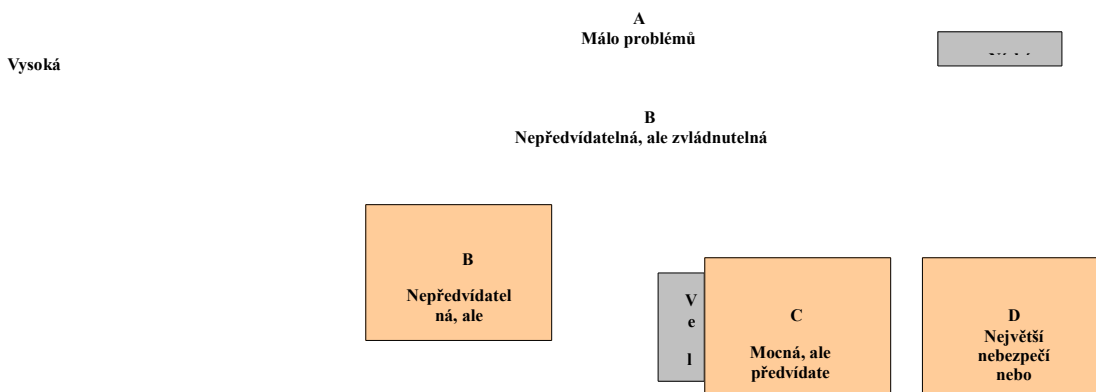 A
Málo problémů
Vysoká
B
Nepředvídatelná, ale zvládnutelná
B
Nepředvídatel
ná, ale
V
e
l
C
Mocná, ale
předvídate
D
Největší
nebezpečí
nebo